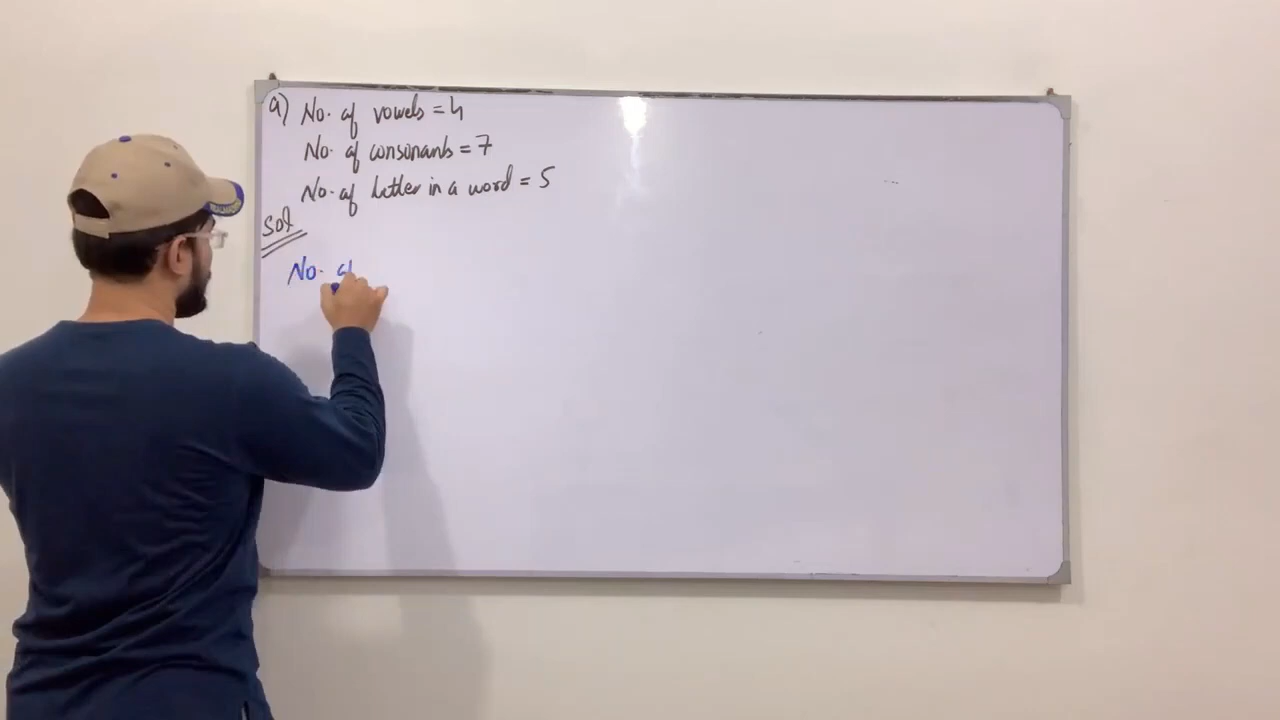 a) No. of vowels = 4
No. of consonants = 7
No. of letter in a word = 5
Sol
No. of